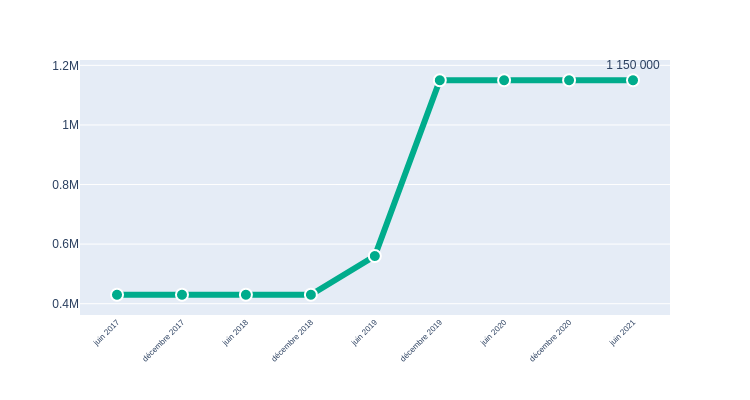 1 150 000
1.2M
1M
0.8M
0.6M
0.4M
juin 2017
décembre 2017
juin 2018
décembre 2018
juin 2019
décembre 2019
juin 2020
décembre 2020
juin 2021